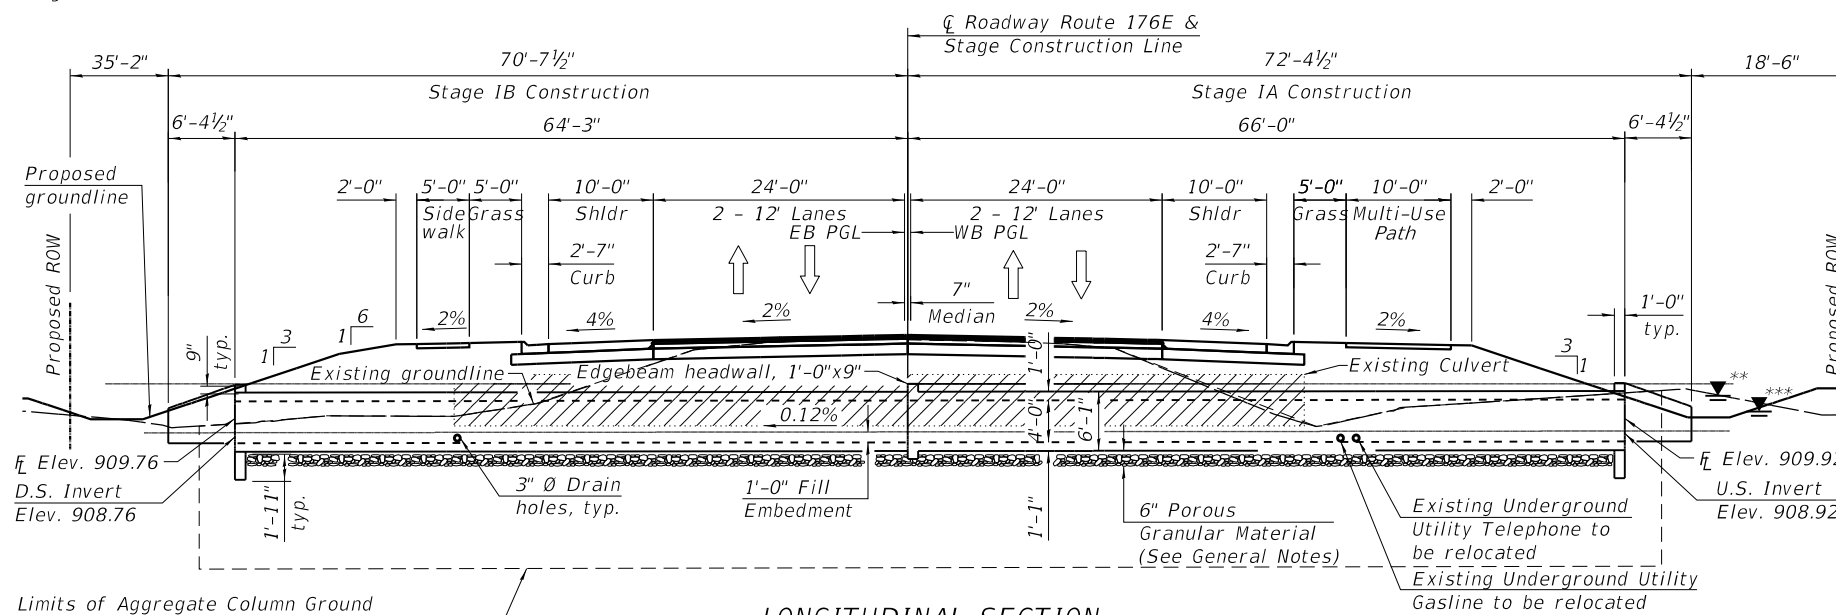 ℄ Roadway Route 176E &
Stage Construction Line
35'-2"
70'-7½"
72'-4½"
18'-6"
Stage IB Construction
Stage IA Construction
6'-4½"
64'-3"
66'-0"
6'-4½"
Proposed
groundline
2'-0"
5'-0"
5'-0"
10'-0"
24'-0"
24'-0"
10'-0"
5'-0"
10'-0"
2'-0"
Side
walk
Grass
Shldr
2 - 12' Lanes
2 - 12' Lanes
Shldr
Grass
Multi-Use
Path
EB PGL
WB PGL
Proposed ROW
Proposed ROW
2'-7"
Curb
2'-7"
Curb
7"
Median
1'-0"
typ.
2%
4%
2%
2%
4%
2%
6
1
3
1
3
1
9"
typ.
Existing groundline
Edgebeam headwall, 1'-0"x9"
1'-0"
Existing Culvert
**
***
0.12%
4'-0"
6'-1"
F̵L Elev. 909.76
F̵L Elev. 909.92
D.S. Invert
Elev. 908.76
U.S. Invert
Elev. 908.92
1'-11"
typ.
3" Ø Drain
holes, typ.
1'-0" Fill
Embedment
1'-1"
6" Porous
Granular Material
(See General Notes)
Existing Underground
Utility Telephone to
be relocated
Existing Underground Utility
Gasline to be relocated
Limits of Aggregate Column Ground
LONGITUDINAL SECTION